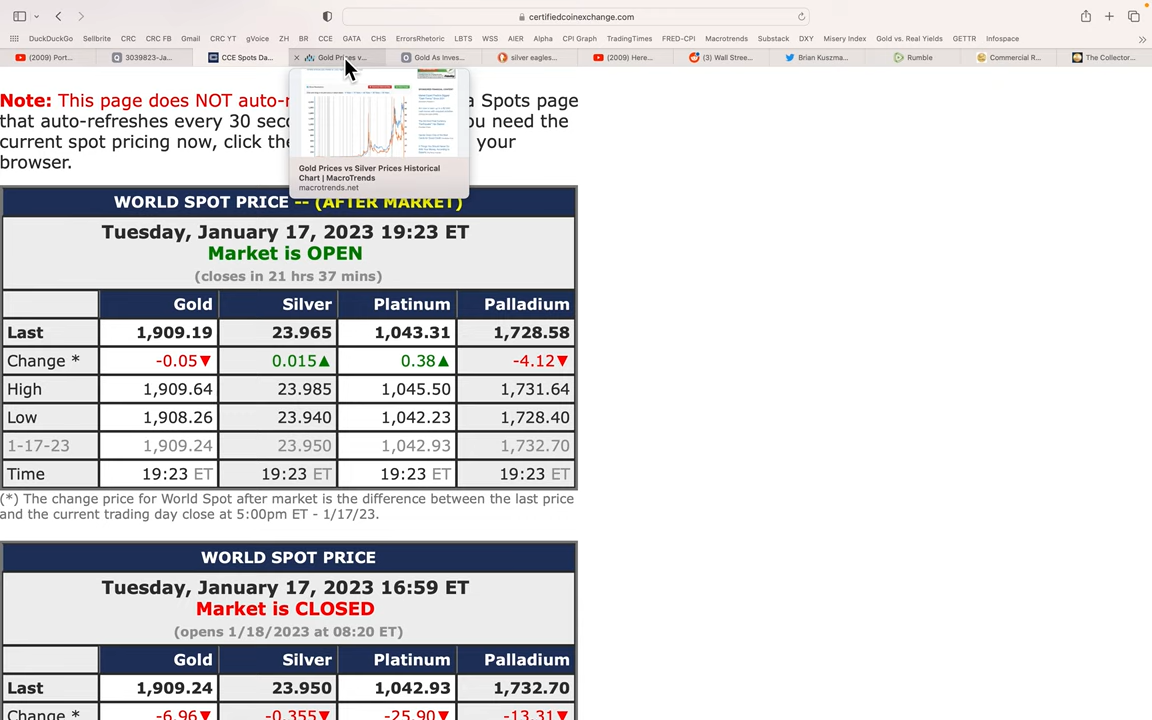 certifiedcoinexchange.com
DuckDuckGo Sellbrite CRC CRC FB Gmail CRC YT gVoice ZH BR CCE GATA CHS ErrorsRhetoric LBTS WSS AIER Alpha CPI Graph TradingTimes FRED-CPI Macrotrends Substack DXY Misery Index Gold vs. Real Yields GETTR Infospace
(2009) Port... 3039823-Ja... CCE Spots Da... Gold Prices v... Gold As Inves... silver eagles... (2009) Here... (3) Wall Stree... Brian Kuszma... Rumble Commercial R... The Collector...
Note: This page does NOT auto-r a Spots page
that auto-refreshes every 30 seco ou need the
current spot pricing now, click the your
browser.
Gold Prices vs Silver Prices Historical
Chart | MacroTrends
macrotrends.net
WORLD SPOT PRICE -- (AFTER MARKET)
Tuesday, January 17, 2023 19:23 ET
Market is OPEN
(closes in 21 hrs 37 mins)
Gold Silver Platinum Palladium
Last 1,909.19 23.965 1,043.31 1,728.58
Change * -0.05▼ 0.015▲ 0.38▲ -4.12▼
High 1,909.64 23.985 1,045.50 1,731.64
Low 1,908.26 23.940 1,042.23 1,728.40
1-17-23 1,909.24 23.950 1,042.93 1,732.70
Time 19:23 ET 19:23 ET 19:23 ET 19:23 ET
(*) The change price for World Spot after market is the difference between the last price
and the current trading day close at 5:00pm ET - 1/17/23.
WORLD SPOT PRICE
Tuesday, January 17, 2023 16:59 ET
Market is CLOSED
(opens 1/18/2023 at 08:20 ET)
Gold Silver Platinum Palladium
Last 1,909.24 23.950 1,042.93 1,732.70
Change * -6.96▼ -0.355▼ -25.90▼ -13.31▼